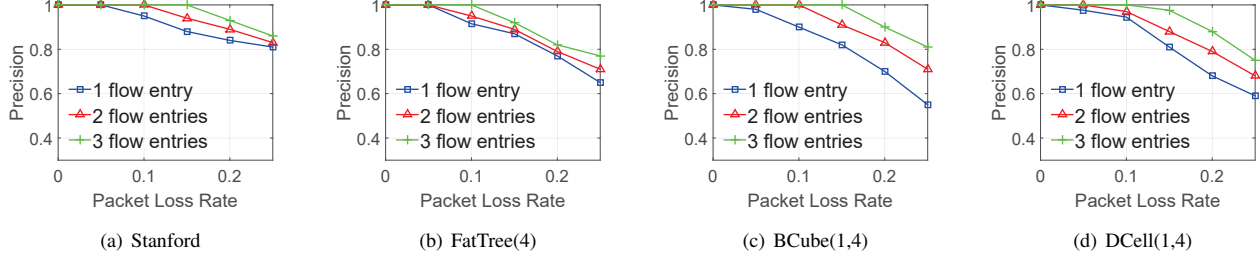 1
0.8
0.6
0.4
Precision
1 flow entry
2 flow entries
3 flow entries
0 0.1 0.2
Packet Loss Rate
(a) Stanford
1
0.8
0.6
0.4
Precision
1 flow entry
2 flow entries
3 flow entries
0 0.1 0.2
Packet Loss Rate
(b) FatTree(4)
1
0.8
0.6
0.4
Precision
1 flow entry
2 flow entries
3 flow entries
0 0.1 0.2
Packet Loss Rate
(c) BCube(1,4)
1
0.8
0.6
0.4
Precision
1 flow entry
2 flow entries
3 flow entries
0 0.1 0.2
Packet Loss Rate
(d) DCell(1,4)